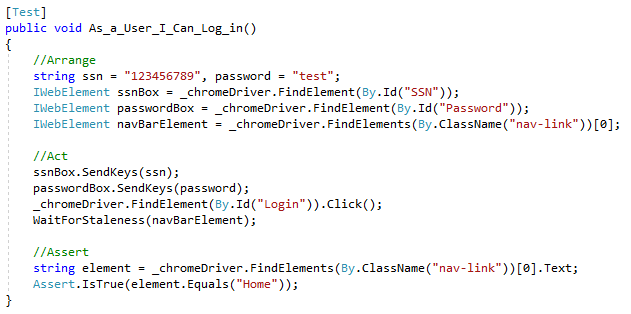 [Test]
public void As_a_User_I_Can_Log_in()
{
    //Arrange
    string ssn = "123456789", password = "test";
    IWebElement ssnBox = _chromeDriver.FindElement(By.Id("SSN"));
    IWebElement passwordBox = _chromeDriver.FindElement(By.Id("Password"));
    IWebElement navBarElement = _chromeDriver.FindElements(By.ClassName("nav-link"))[0];

    //Act
    ssnBox.SendKeys(ssn);
    passwordBox.SendKeys(password);
    _chromeDriver.FindElement(By.Id("Login")).Click();
    WaitForStaleness(navBarElement);

    //Assert
    string element = _chromeDriver.FindElements(By.ClassName("nav-link"))[0].Text;
    Assert.IsTrue(element.Equals("Home"));
}